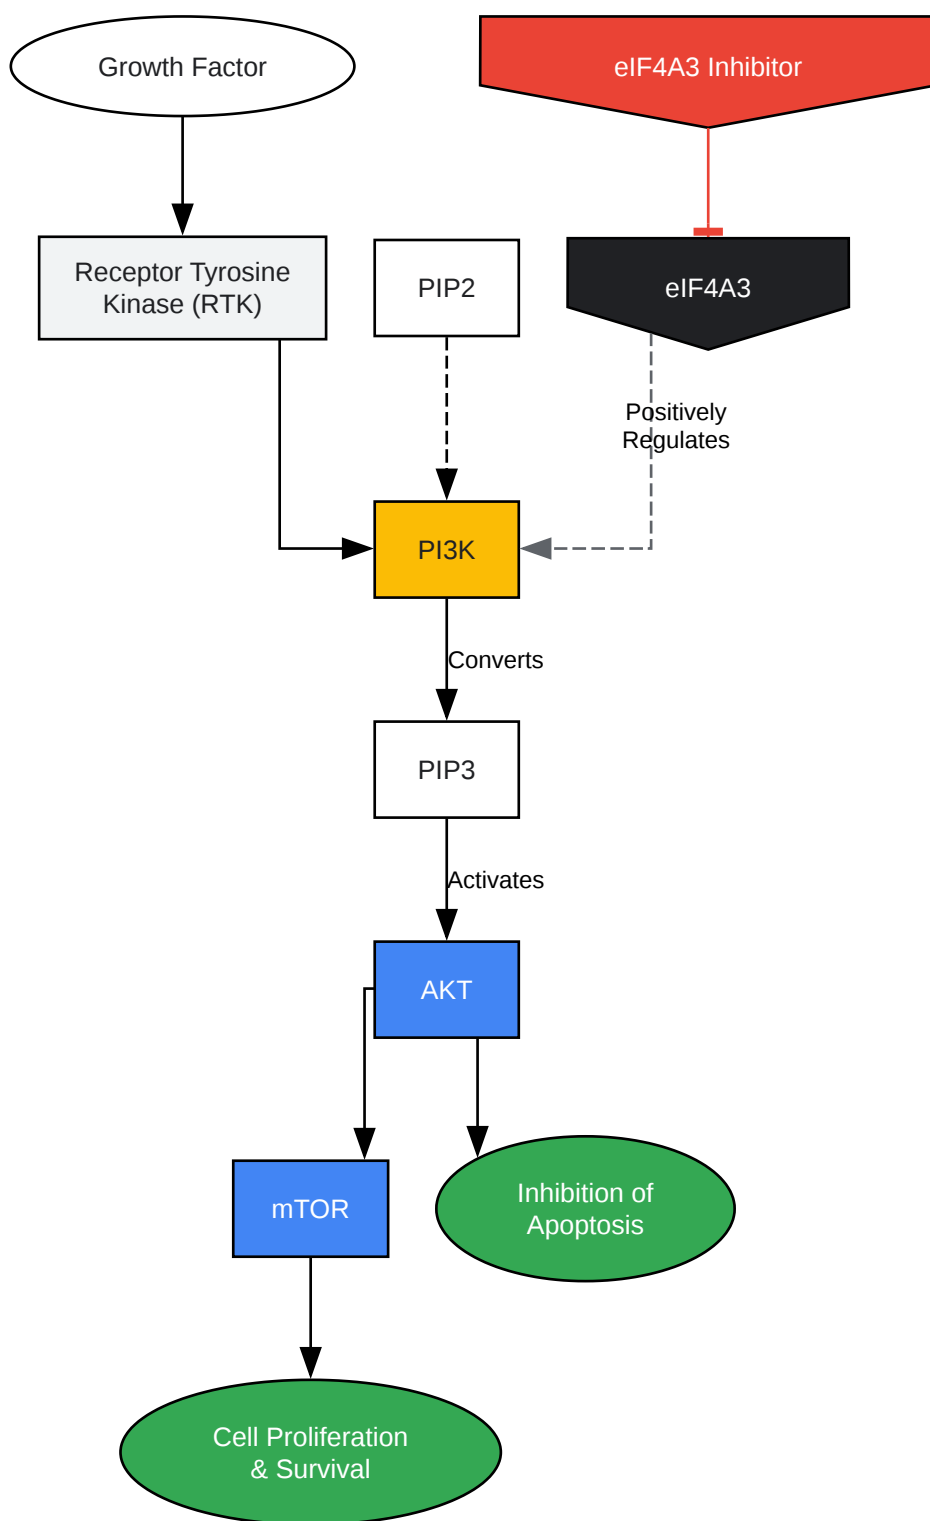 Growth Factor
eIF4A3 Inhibitor
Receptor Tyrosine
Kinase (RTK)
PIP2
eIF4A3
Positively
Regulates
PI3K
Converts
PIP3
Activates
AKT
mTOR
Inhibition of
Apoptosis
Cell Proliferation
& Survival